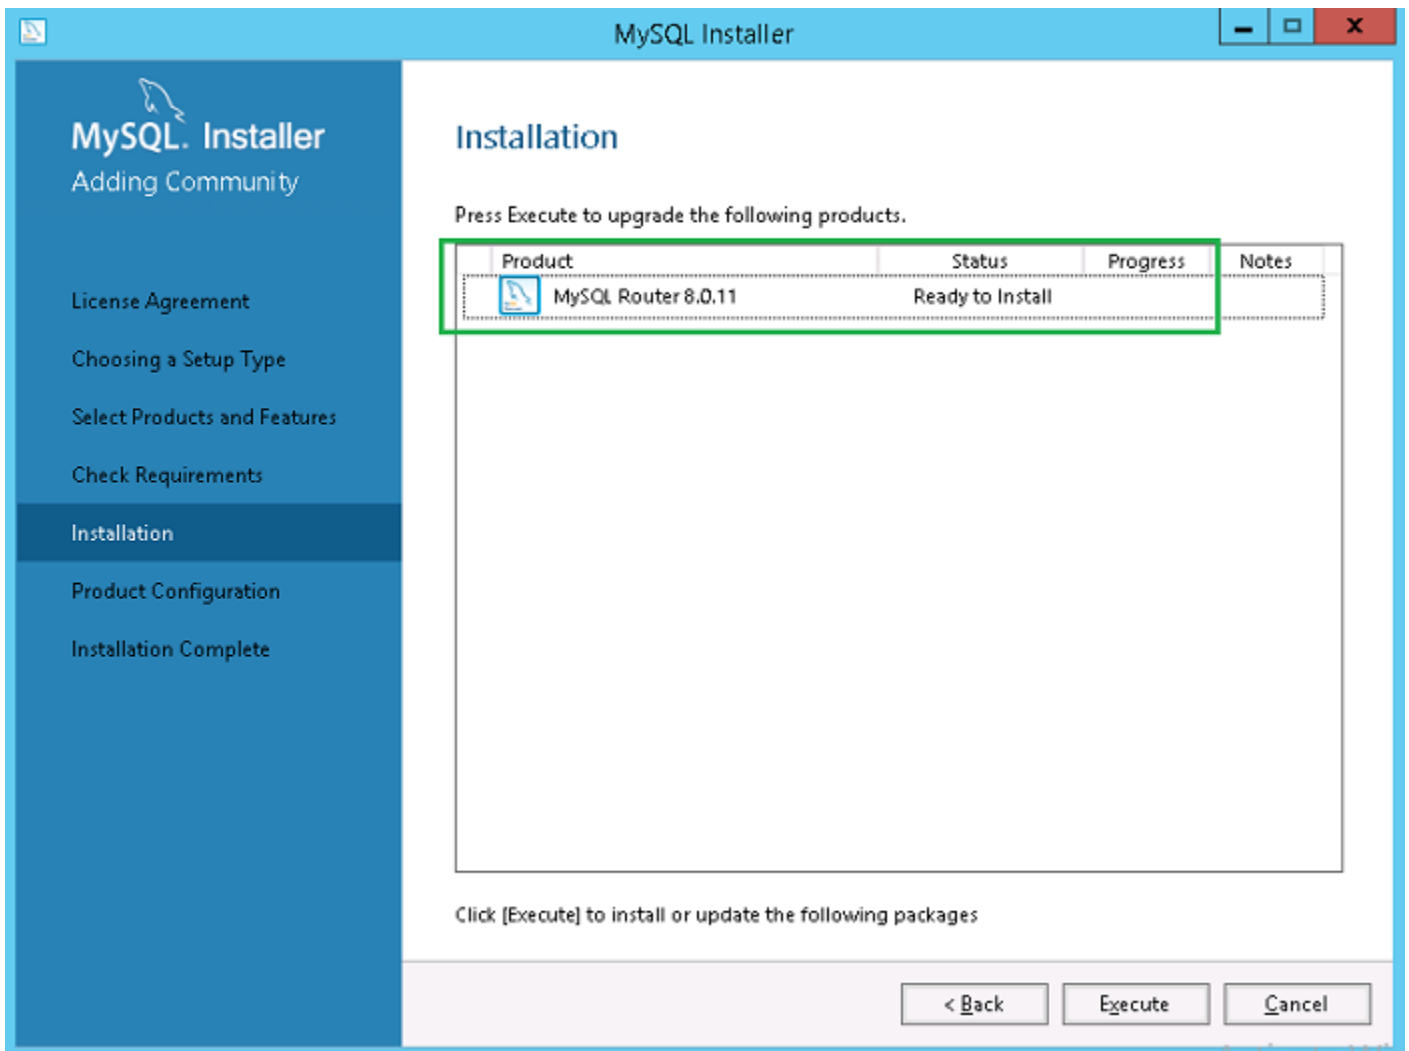 MySQL Installer
MySQL. Installer
Adding Community
License Agreement
Choosing a Setup Type
Select Products and Features
Check Requirements
Installation
Product Configuration
Installation Complete
Installation
Press Execute to upgrade the following products.
Product Status Progress Notes
MySQL Router 8.0.11 Ready to Install
Click [Execute] to install or update the following packages
< Back Execute Cancel